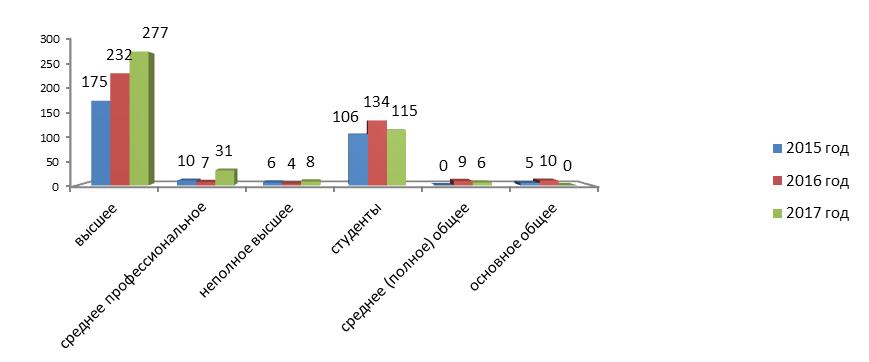 300
250
200
150
100
50
0
175 232 277
10 7 31
6 4 8
106 134 115
0 9 6
5 10 0
высшее
среднее профессиональное
неполное высшее
студенты
среднее (полное) общее
основное общее
2015 год
2016 год
2017 год